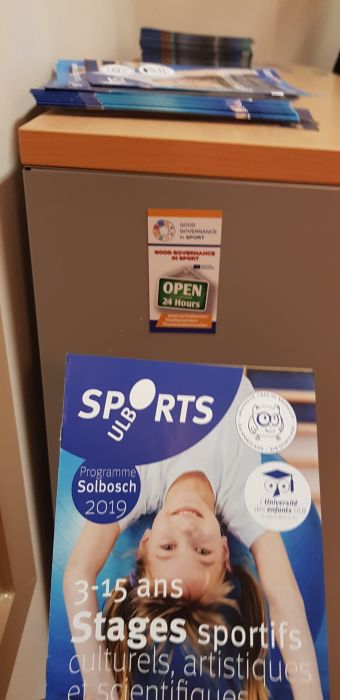 GOOD
GOVERNANCE
IN SPORT
GOOD GOVERNANCE
IN SPORT
OPEN
24 Hours
SPORTS
ULB
Programme
Solbosch
2019
L'Université
des enfants ULB
3-15 ans
Stages sportifs
culturels, artistiques
et scientifiques